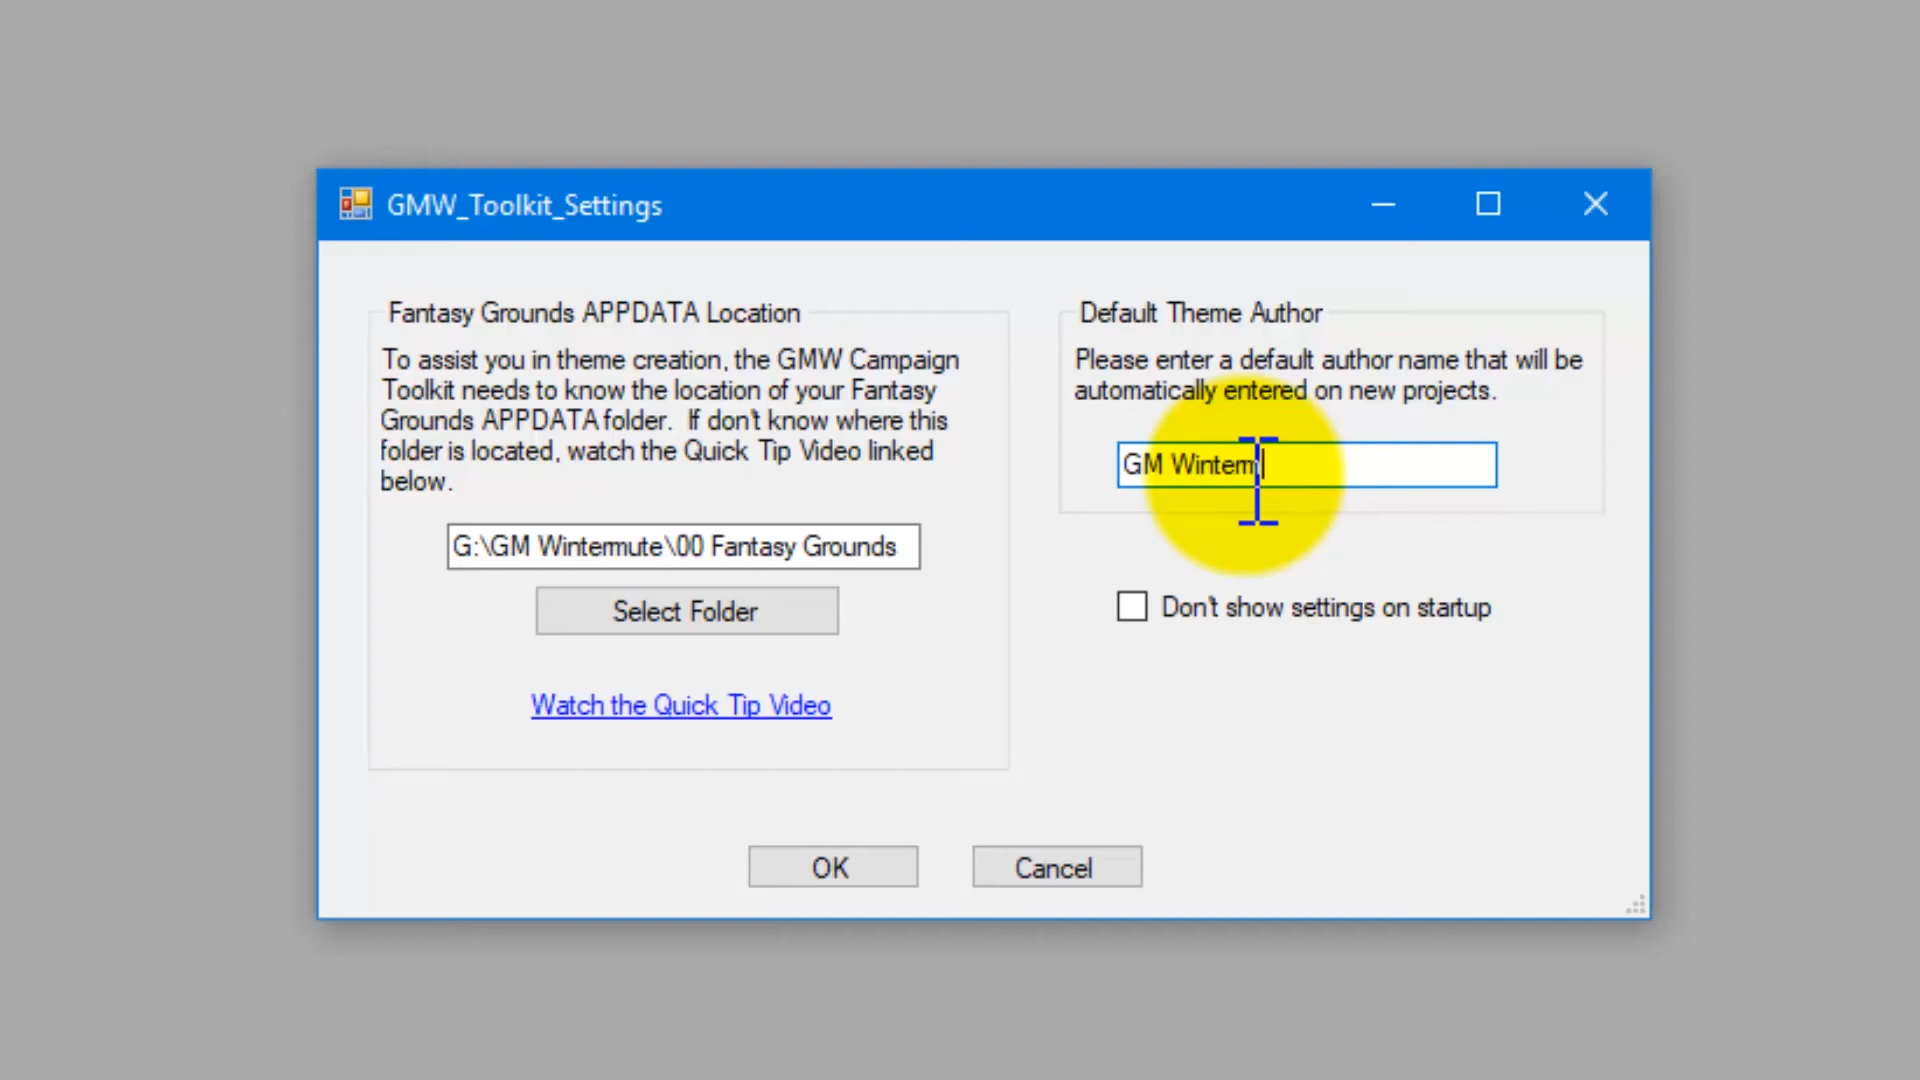 GMW_Toolkit_Settings
Fantasy Grounds APPDATA Location
To assist you in theme creation, the GMW Campaign
Toolkit needs to know the location of your Fantasy
Grounds APPDATA folder.  If don't know where this
folder is located, watch the Quick Tip Video linked
below.
G:\GM Wintermute\00 Fantasy Grounds
Select Folder
Watch the Quick Tip Video
Default Theme Author
Please enter a default author name that will be
automatically entered on new projects.
GM Winterm
Don't show settings on startup
OK
Cancel